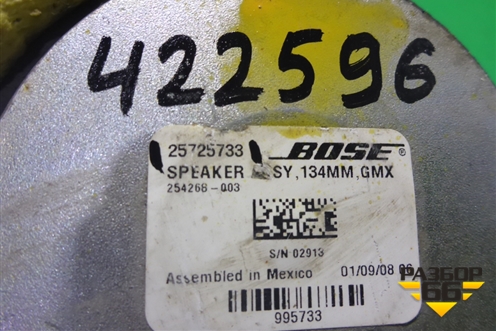 422596
25725733 BOSE®
SPEAKER SY, 134MM, GMX
254268-003
S/N 02913
Assembled in Mexico 01/09/08
995733
РАЗБОР
66